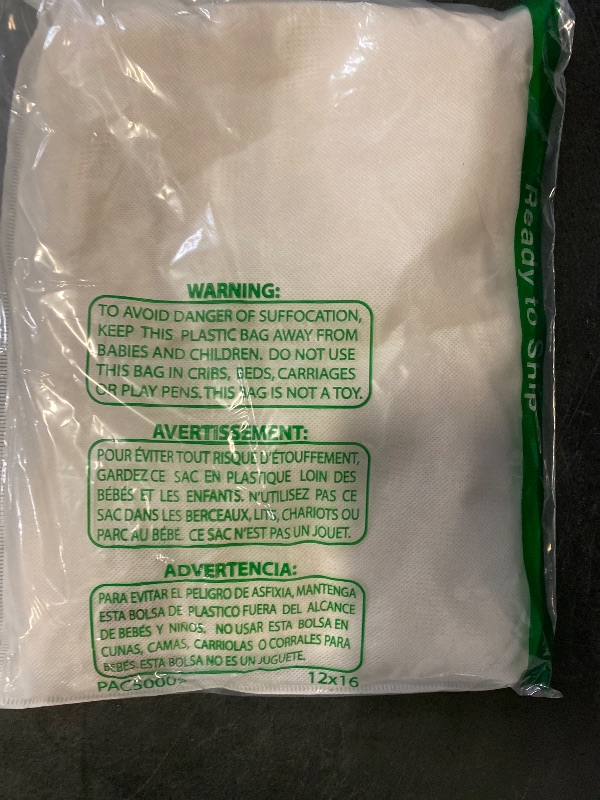 WARNING:
TO AVOID DANGER OF SUFFOCATION,
KEEP THIS PLASTIC BAG AWAY FROM
BABIES AND CHILDREN. DO NOT USE
THIS BAG IN CRIBS, BEDS, CARRIAGES
OR PLAY PENS. THIS BAG IS NOT A TOY.
AVERTISSEMENT:
POUR ÉVITER TOUT RISQUE D'ÉTOUFFEMENT,
GARDEZ CE SAC EN PLASTIQUE LOIN DES
BÉBÉS ET LES ENFANTS. N'UTILISEZ PAS CE
SAC DANS LES BERCEAUX, LITS, CHARIOTS OU
PARC AU BÉBÉ. CE SAC N'EST PAS UN JOUET.
ADVERTENCIA:
PARA EVITAR EL PELIGRO DE ASFIXIA, MANTENGA
ESTA BOLSA DE PLASTICO FUERA DEL ALCANCE
DE BEBÉS Y NIÑOS. NO USAR ESTA BOLSA EN
CUNAS, CAMAS, CARRIOLAS O CORRALES PARA
BEBÉS. ESTA BOLSA NO ES UN JUGUETE.
12x16
Ready to Ship